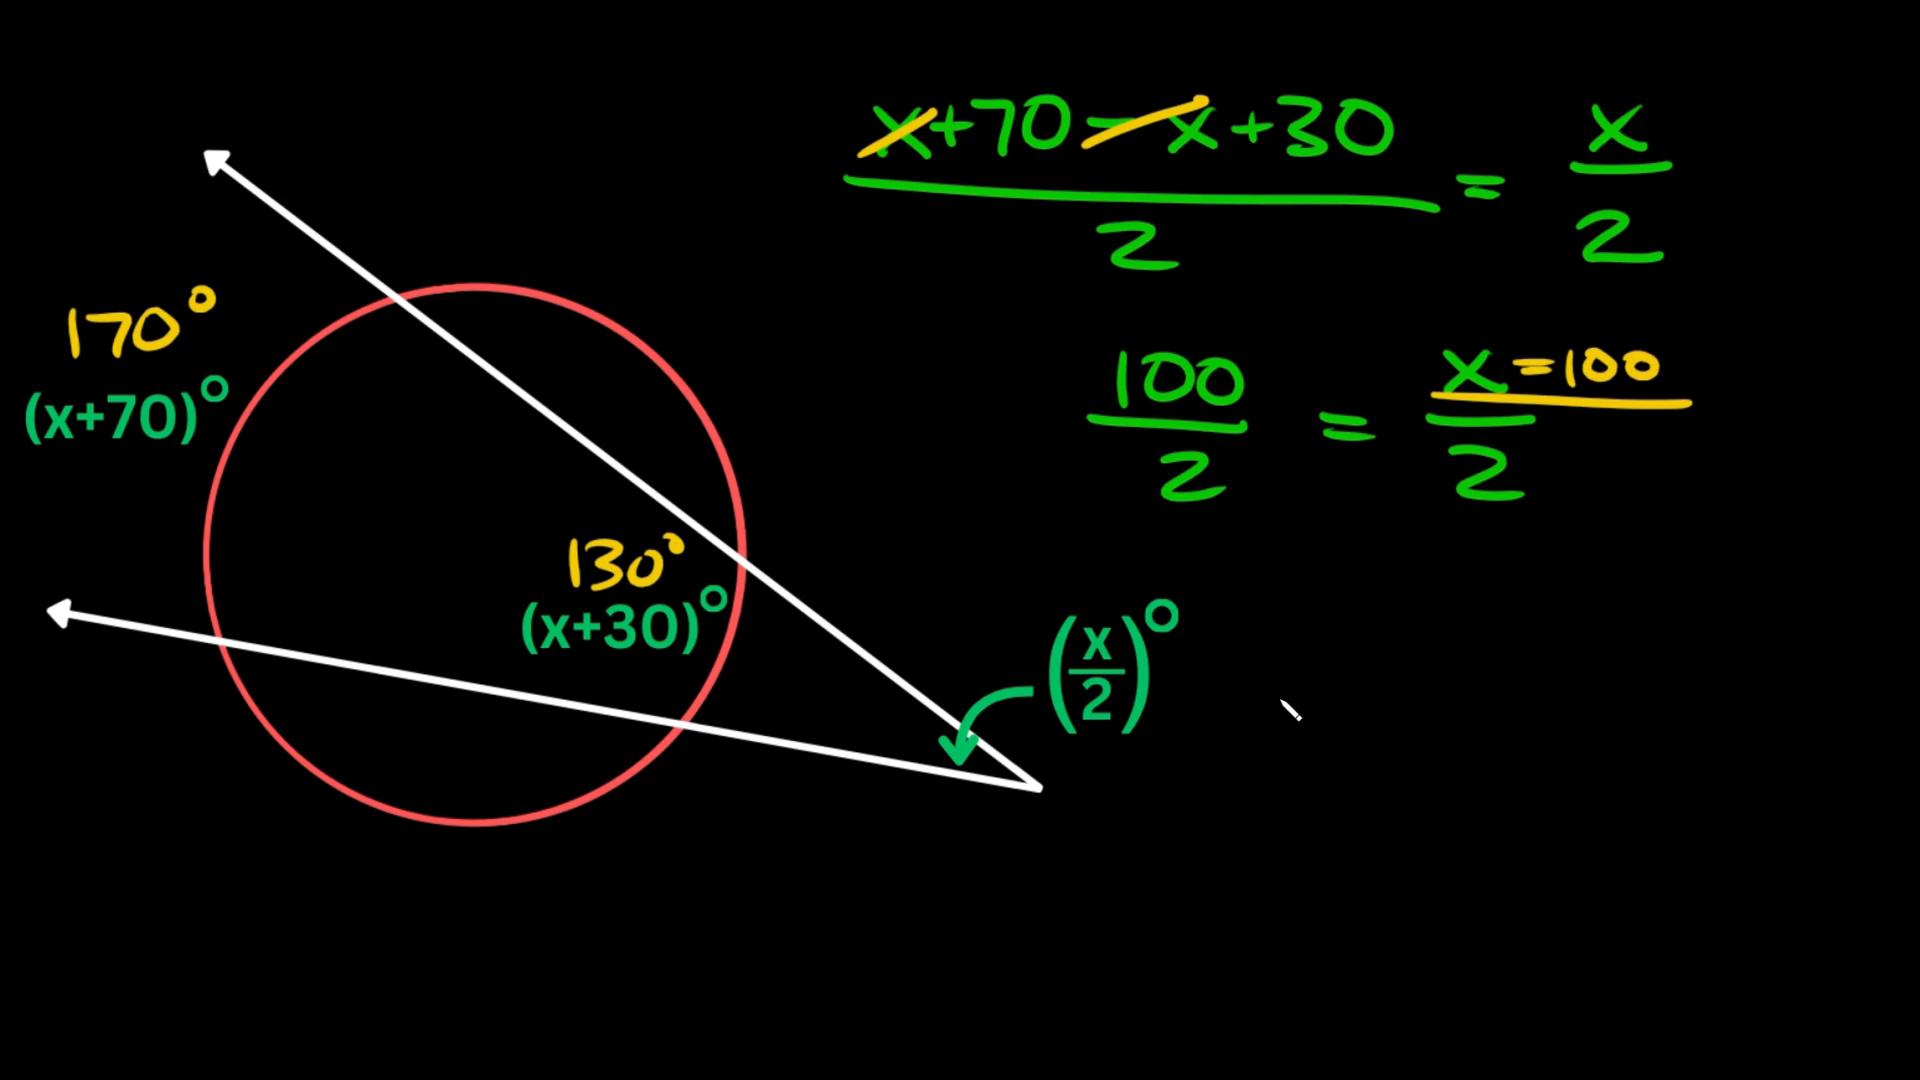 x+70-x+30
2
=
x
2
170°
(x+70)°
100
2
=
x =100
2
130°
(x+30)°
(x/2)°